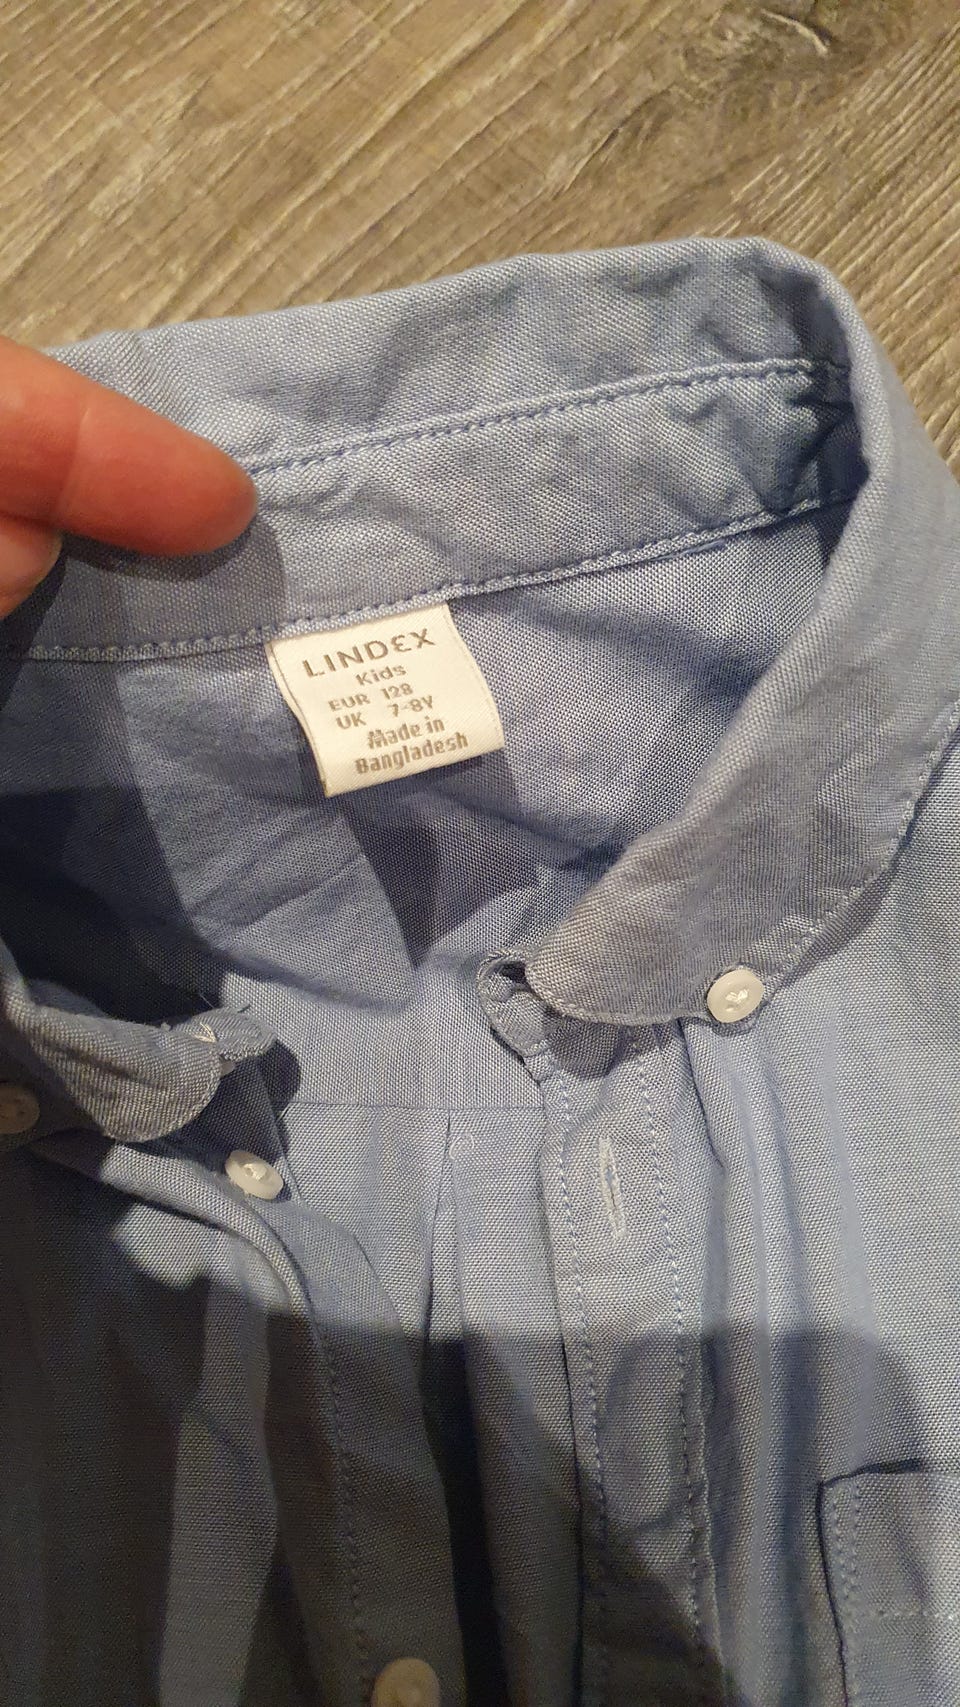 LINDEX
Kids
EUR 128
UK 7-8Y
Made in
Bangladesh